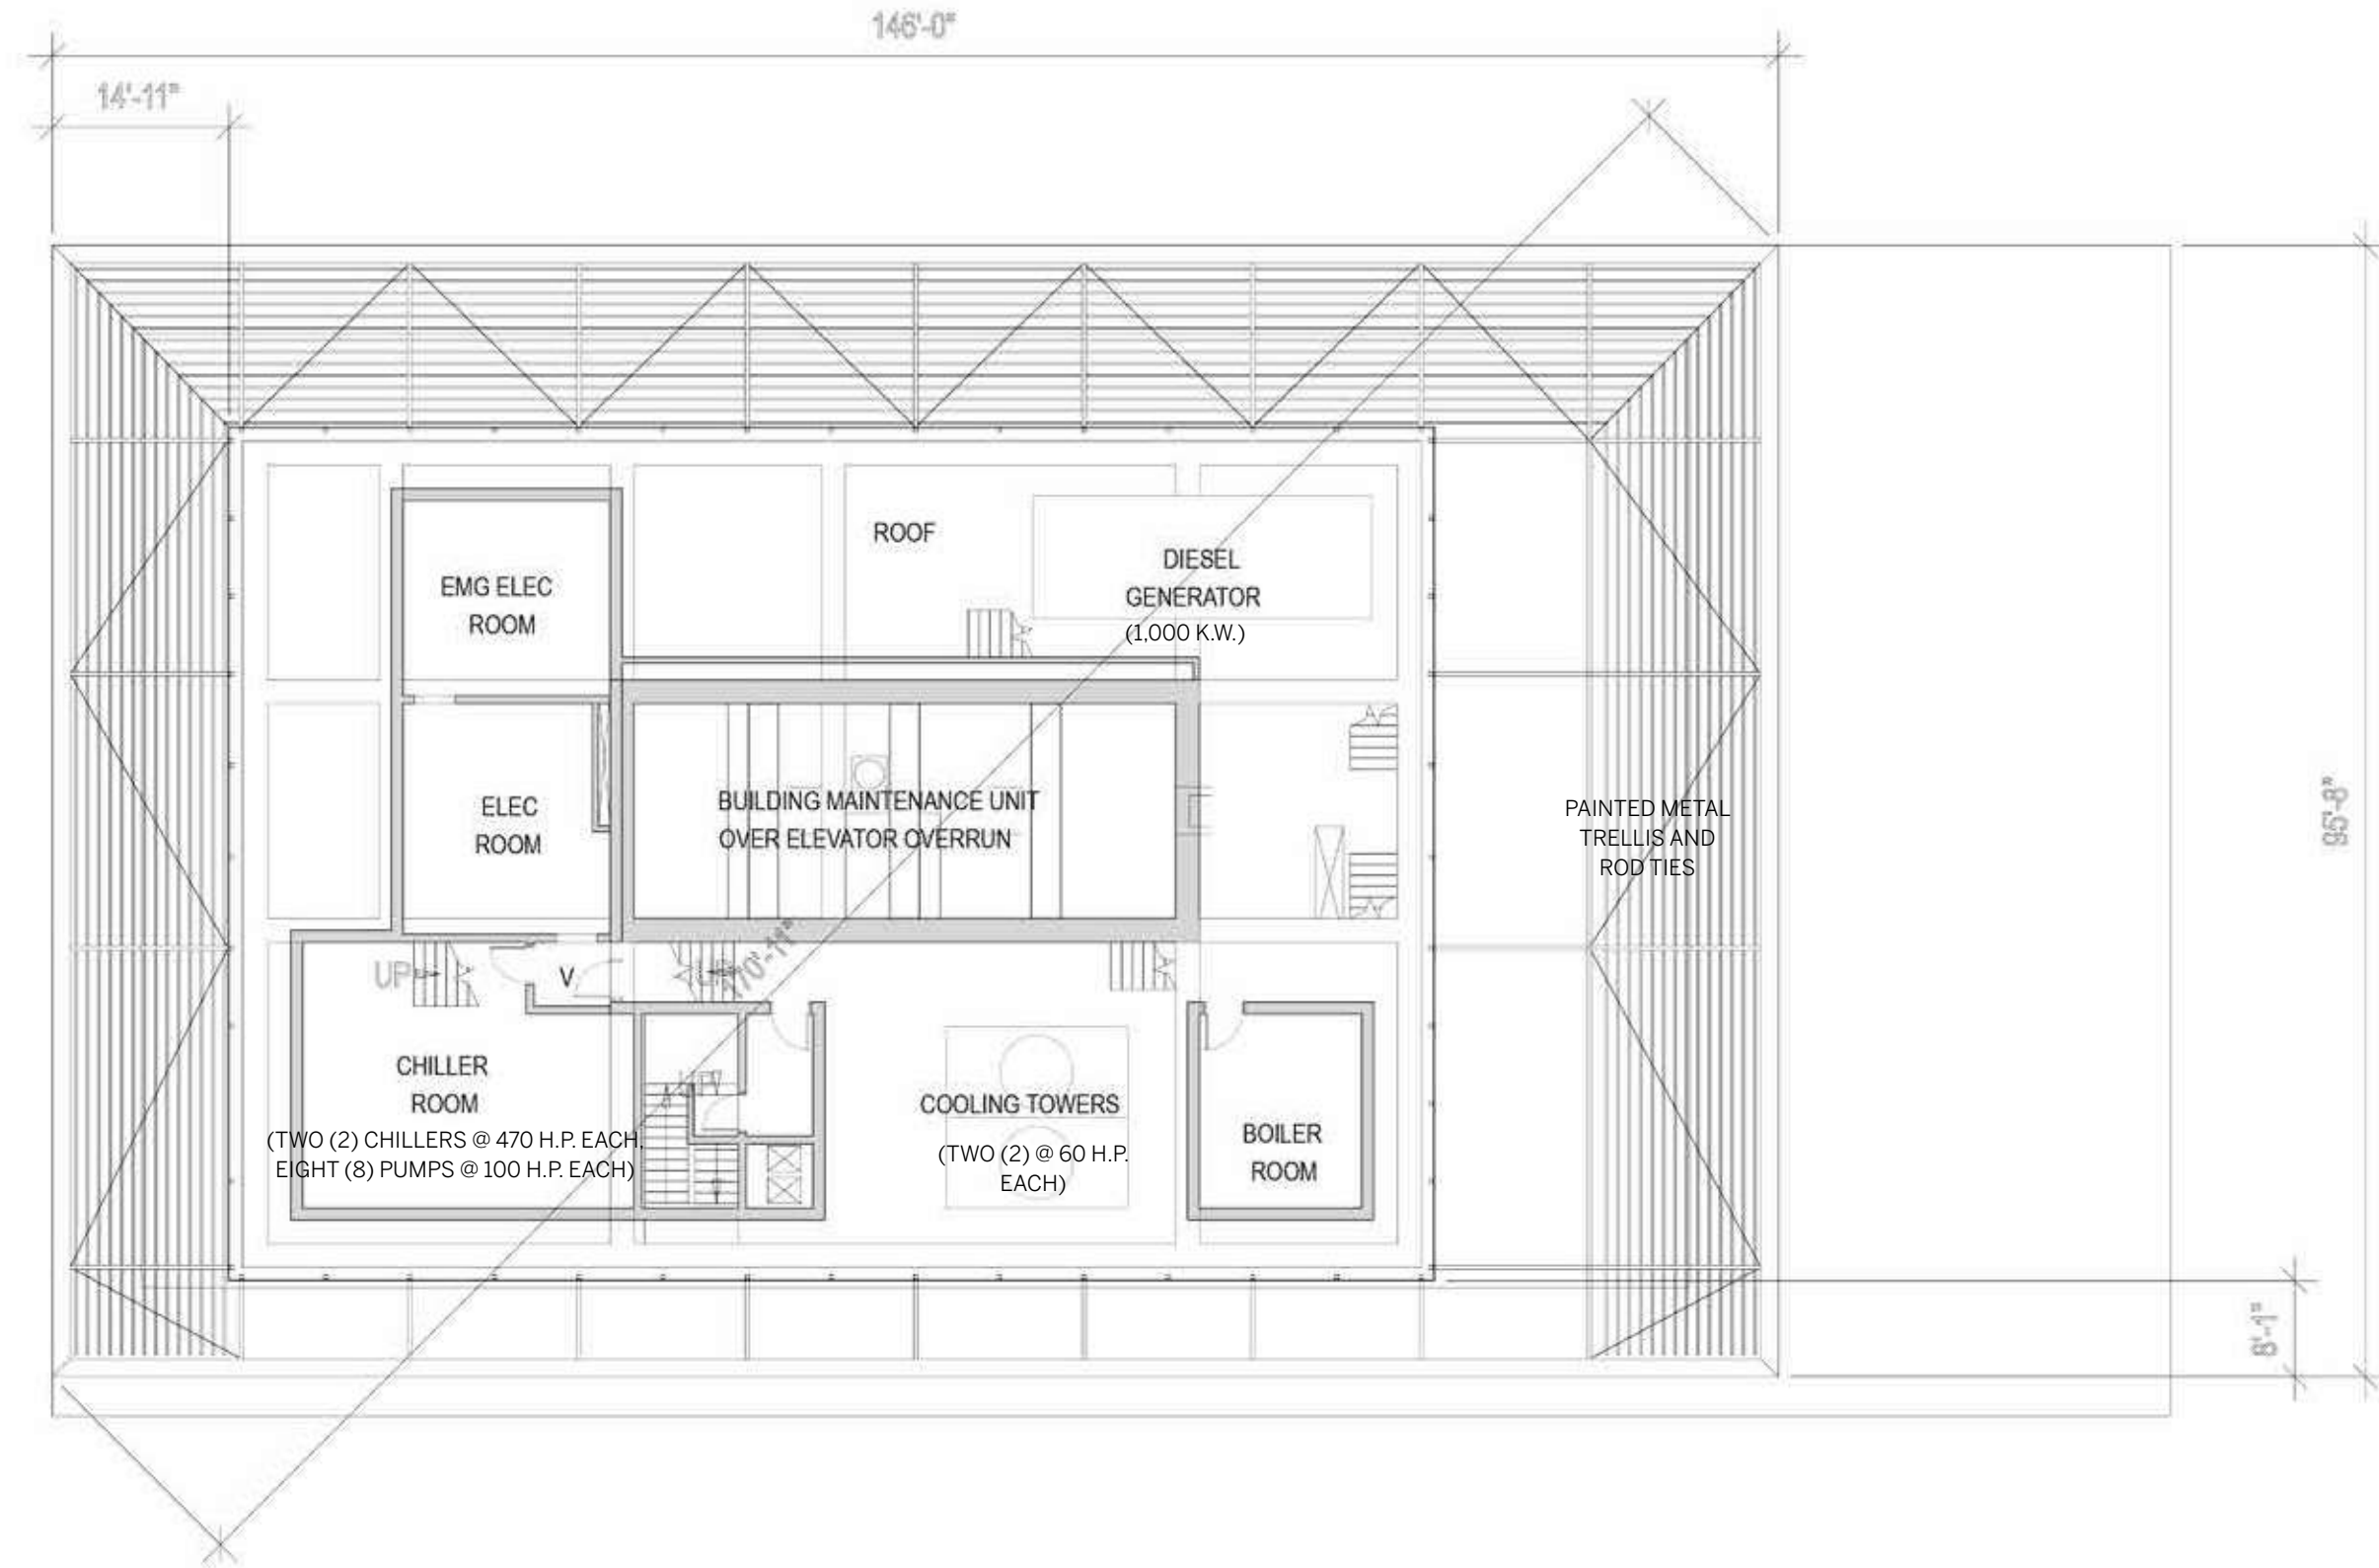 146'-0"
14'-11"
ROOF
DIESEL
GENERATOR
(1,000 K.W.)
EMG ELEC
ROOM
ELEC
ROOM
BUILDING MAINTENANCE UNIT
OVER ELEVATOR OVERRUN
PAINTED METAL
TRELLIS AND
ROD TIES
95'-8"
UP
V
UP
170'-11"
CHILLER
ROOM
(TWO (2) CHILLERS @ 470 H.P. EACH,
EIGHT (8) PUMPS @ 100 H.P. EACH)
UP
COOLING TOWERS
(TWO (2) @ 60 H.P.
EACH)
BOILER
ROOM
8'-1"